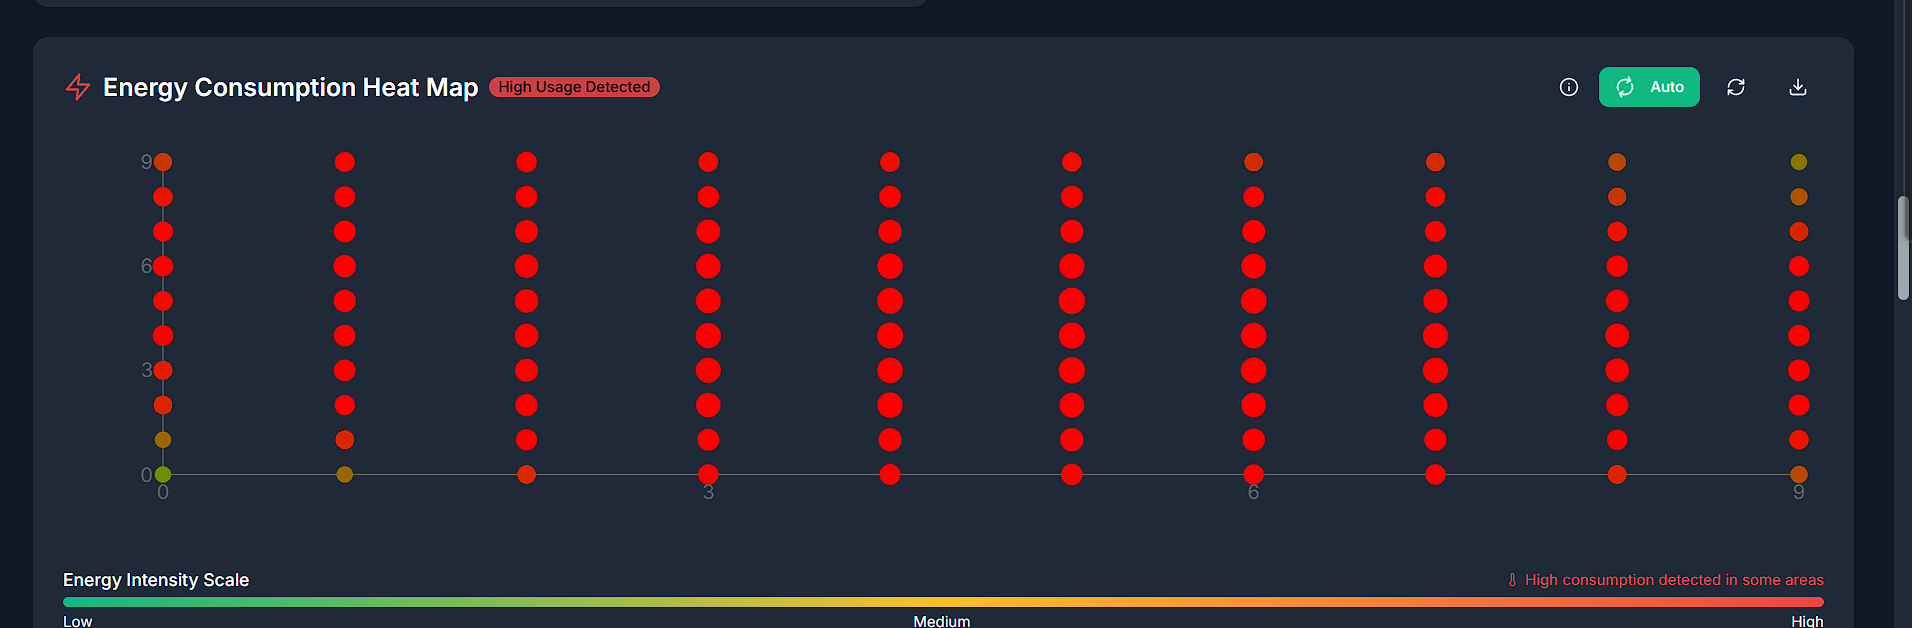 Energy Consumption Heat Map High Usage Detected Auto
9
6
3
0
0 3 6 9
Energy Intensity Scale High consumption detected in some areas
Low Medium High